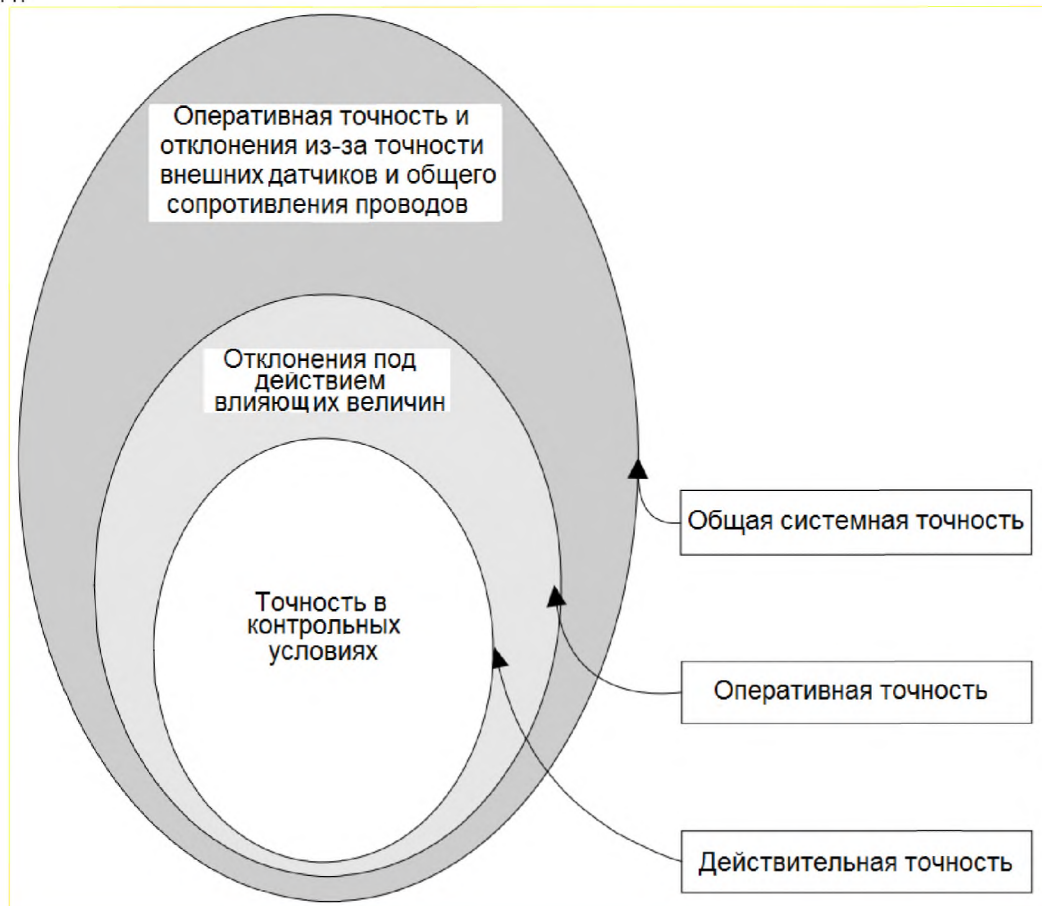 Оперативная точность и
отклонения из-за точности
внешних датчиков и общего
сопротивления проводов
Отклонения под
действием
влияющих величин
Точность в
контрольных
условиях
Общая системная точность
Оперативная точность
Действительная точность